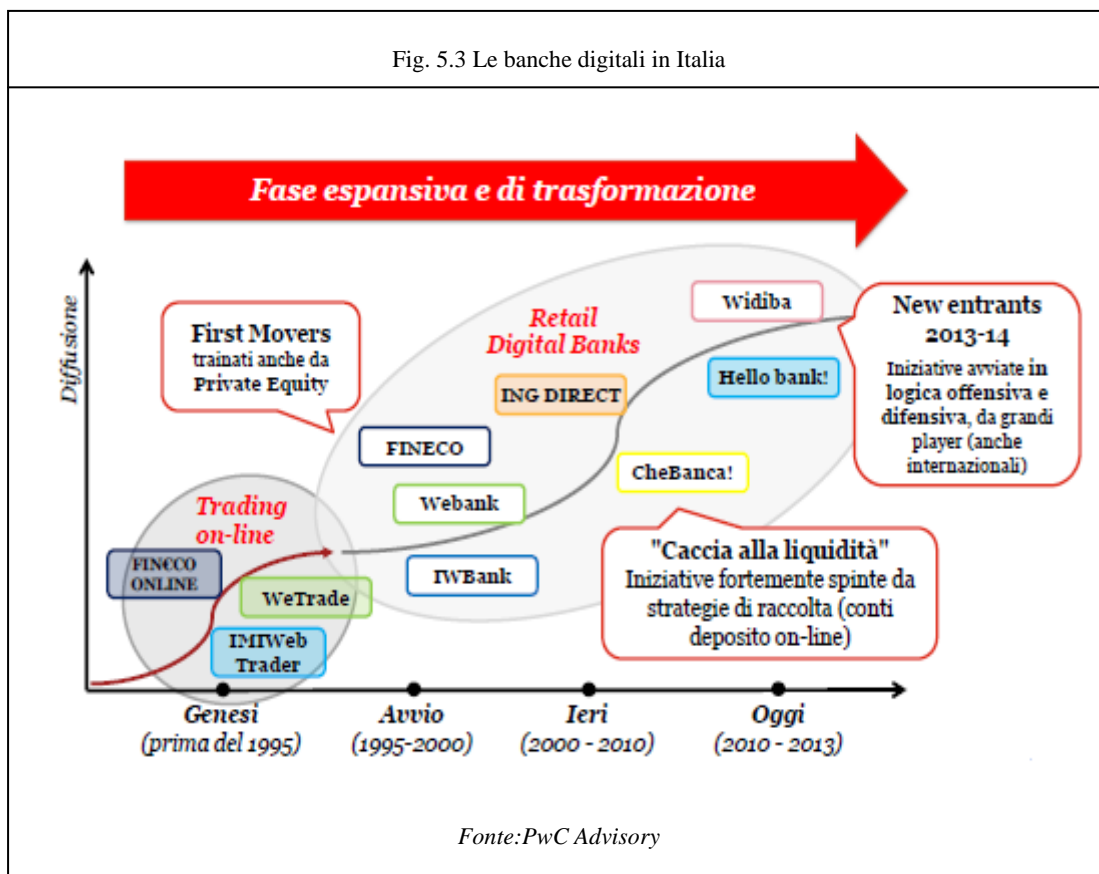 Fig. 5.3 Le banche digitali in Italia
Fase espansiva e di trasformazione
Diffusione
First Movers
trainati anche da
Private Equity
Retail
Digital Banks
Widiba
New entrants
2013-14
Iniziative avviate in
logica offensiva e
difensiva, da grandi
player (anche
internazionali)
Hello bank!
ING DIRECT
FINECO
CheBanca!
Webank
Trading
on-line
IWBank
FINECO
ONLINE
WeTrade
IMIWeb
Trader
"Caccia alla liquidità"
Iniziative fortemente spinte da
strategie di raccolta (conti
deposito on-line)
Genesi
(prima del 1995)
Avvio
(1995-2000)
Ieri
(2000 - 2010)
Oggi
(2010 - 2013)
Fonte:PwC Advisory